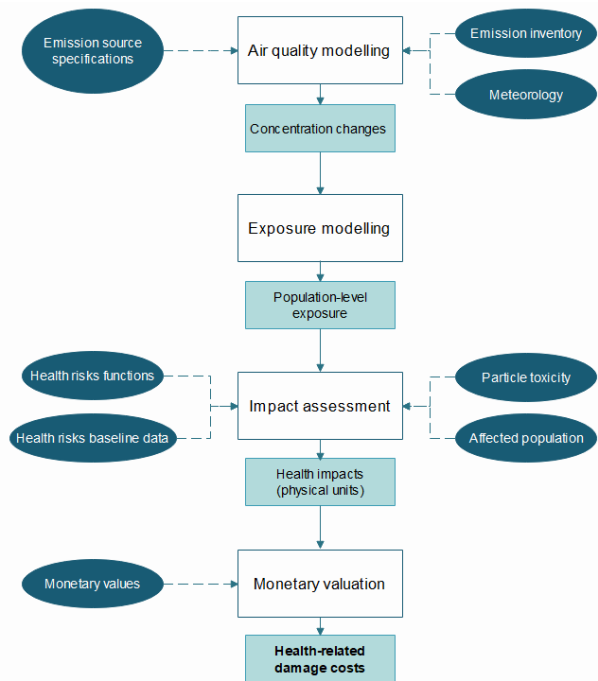 Emission source
specifications
Air quality modelling
Emission inventory
Meteorology
Concentration changes
Exposure modelling
Population-level
exposure
Health risks functions
Health risks baseline data
Impact assessment
Particle toxicity
Affected population
Health impacts
(physical units)
Monetary values
Monetary valuation
Health-related
damage costs